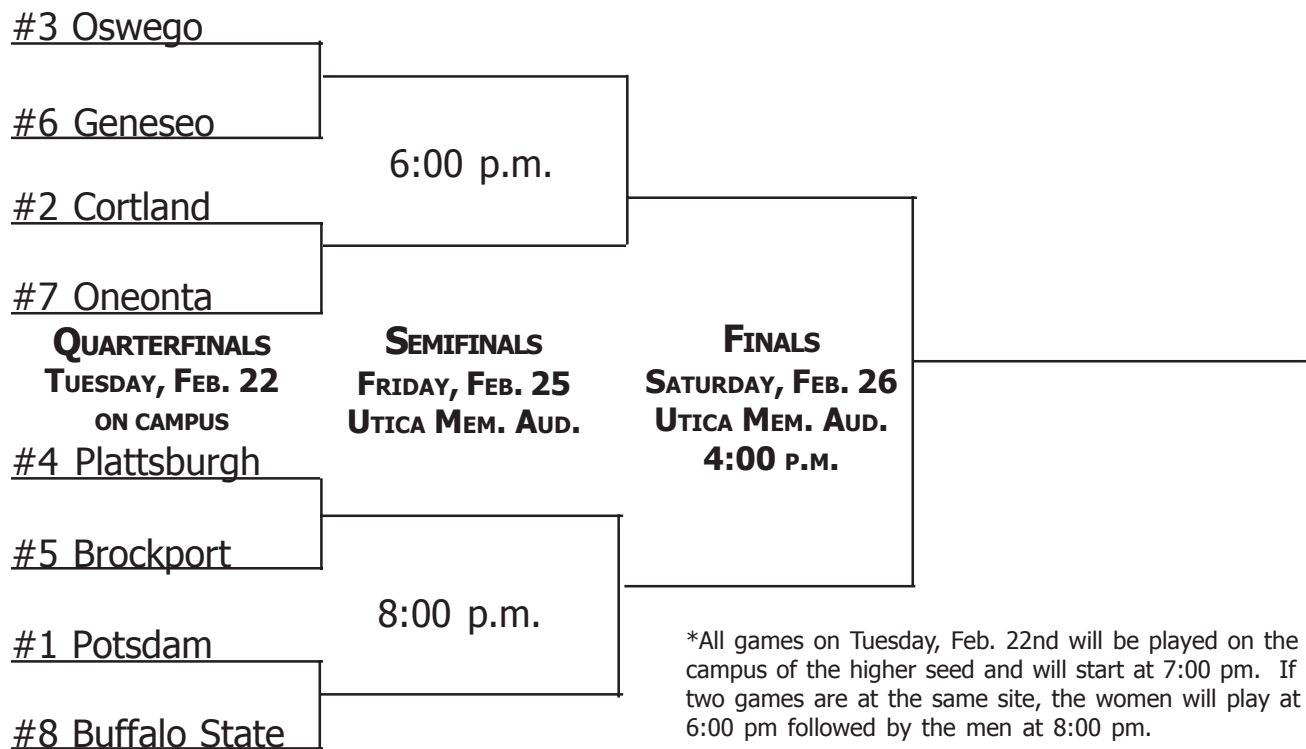 #3 Oswego
#6 Geneseo
6:00 p.m.
#2 Cortland
#7 Oneonta
QUARTERFINALS
TUESDAY, FEB. 22
ON CAMPUS
SEMIFINALS
FRIDAY, FEB. 25
UTICA MEM. AUD.
FINALS
SATURDAY, FEB. 26
UTICA MEM. AUD.
4:00 P.M.
#4 Plattsburgh
#5 Brockport
8:00 p.m.
#1 Potsdam
#8 Buffalo State
*All games on Tuesday, Feb. 22nd will be played on the
campus of the higher seed and will start at 7:00 pm. If
two games are at the same site, the women will play at
6:00 pm followed by the men at 8:00 pm.